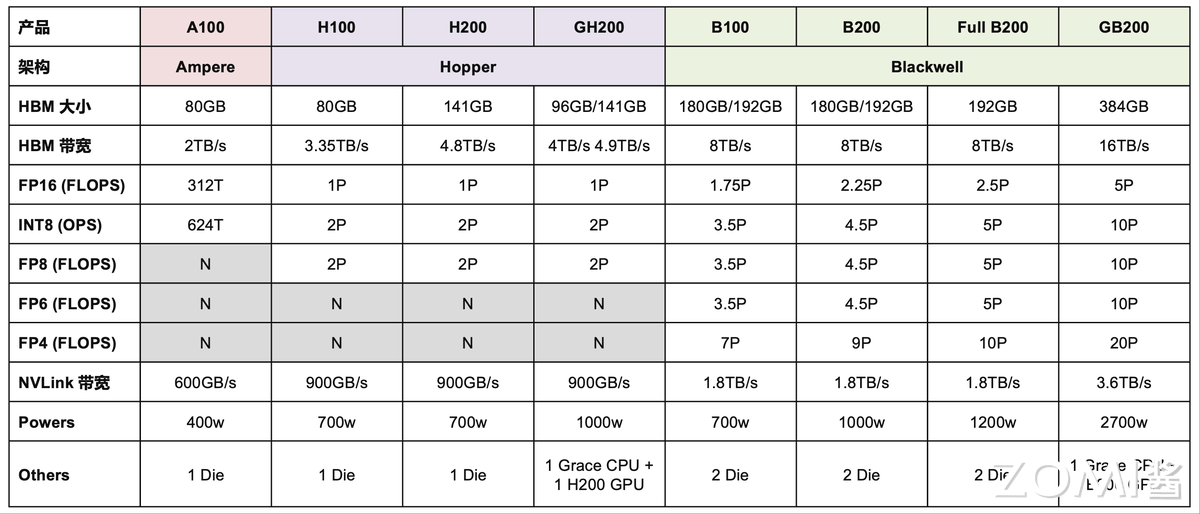 产品 A100 H100 H200 GH200 B100 B200 Full B200 GB200
架构 Ampere Hopper Blackwell
HBM 大小 80GB 80GB 141GB 96GB/141GB 180GB/192GB 180GB/192GB 192GB 384GB
HBM 带宽 2TB/s 3.35TB/s 4.8TB/s 4TB/s 4.9TB/s 8TB/s 8TB/s 8TB/s 16TB/s
FP16 (FLOPS) 312T 1P 1P 1P 1.75P 2.25P 2.5P 5P
INT8 (OPS) 624T 2P 2P 2P 3.5P 4.5P 5P 10P
FP8 (FLOPS) N 2P 2P 2P 3.5P 4.5P 5P 10P
FP6 (FLOPS) N N N N 3.5P 4.5P 5P 10P
FP4 (FLOPS) N N N N 7P 9P 10P 20P
NVLink 带宽 600GB/s 900GB/s 900GB/s 900GB/s 1.8TB/s 1.8TB/s 1.8TB/s 3.6TB/s
Powers 400w 700w 700w 1000w 700w 1000w 1200w 2700w
Others 1 Die 1 Die 1 Die 1 Grace CPU +
1 H200 GPU 2 Die 2 Die 2 Die 1 Grace CPU
ZOMI酱